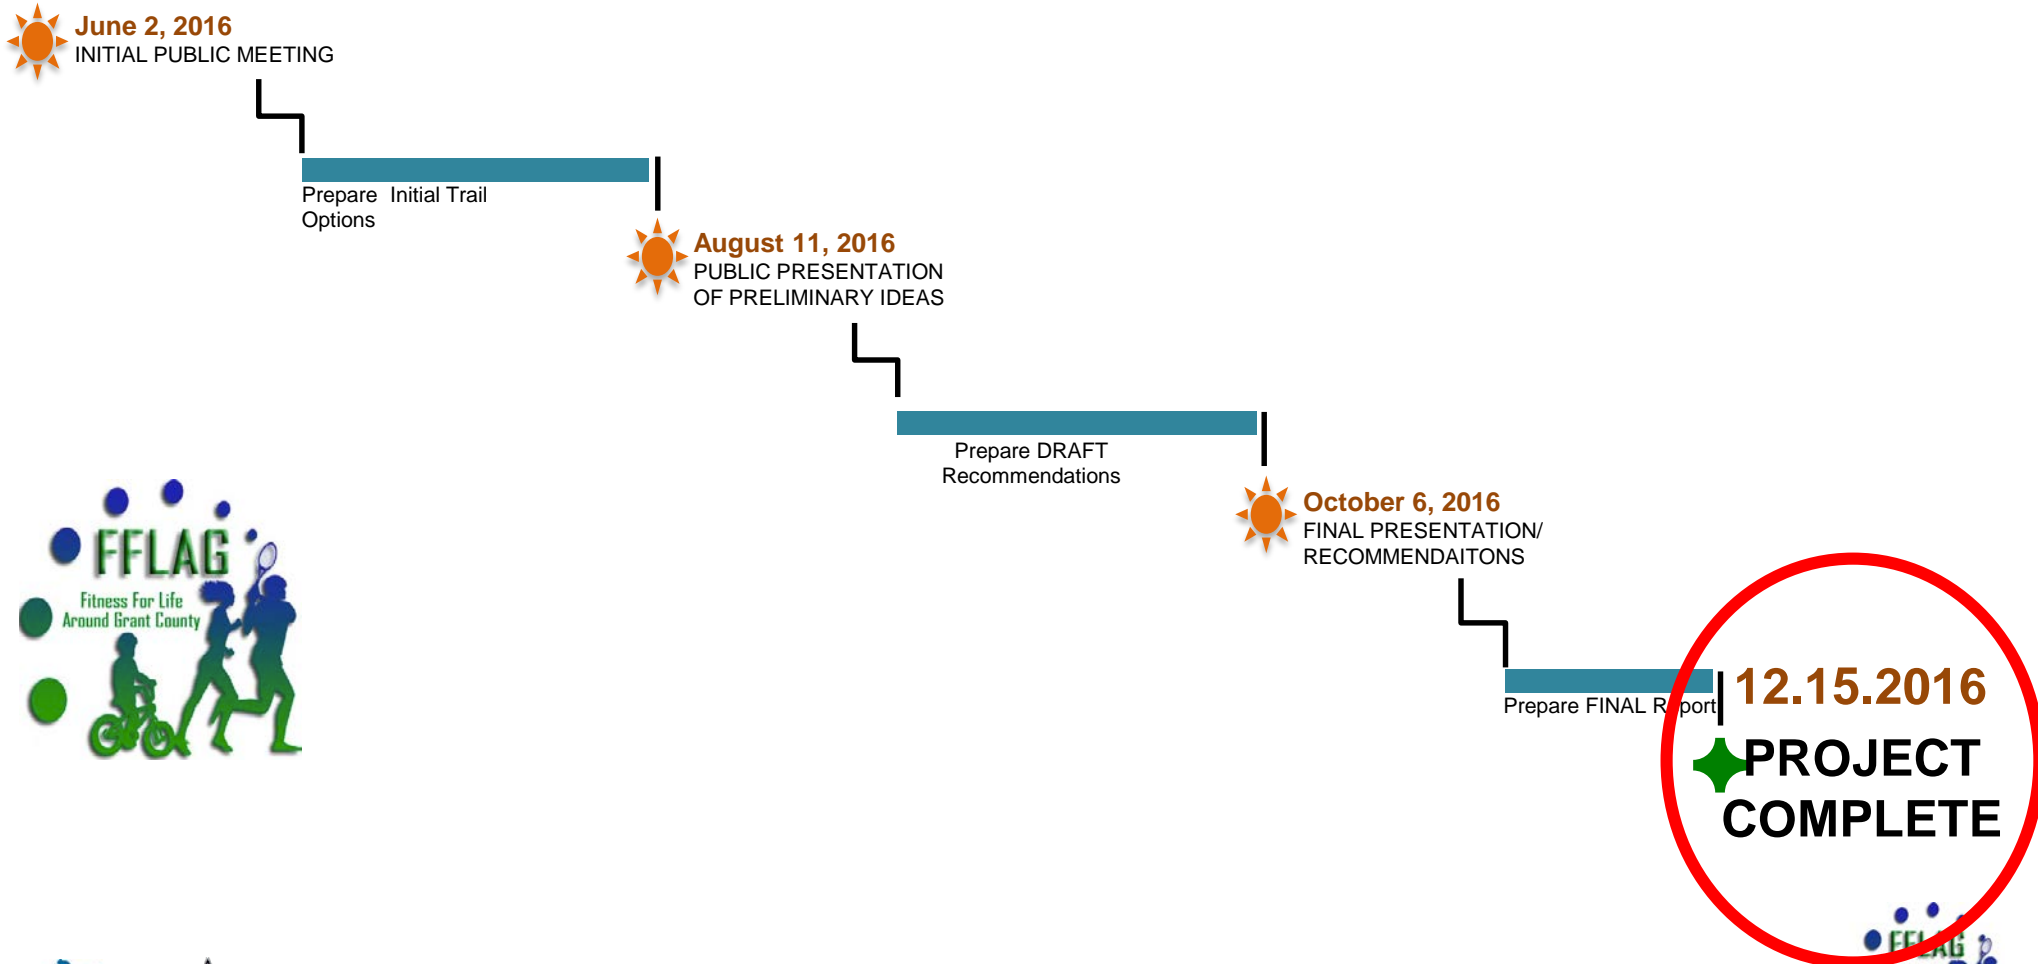 June 2, 2016
INITIAL PUBLIC MEETING
Prepare Initial Trail
Options
August 11, 2016
PUBLIC PRESENTATION
OF PRELIMINARY IDEAS
Prepare DRAFT
Recommendations
October 6, 2016
FINAL PRESENTATION/
RECOMMENDAITONS
FFLAG
Fitness For Life
Around Grant County
Prepare FINAL Report
12.15.2016
PROJECT
COMPLETE
FFLAG